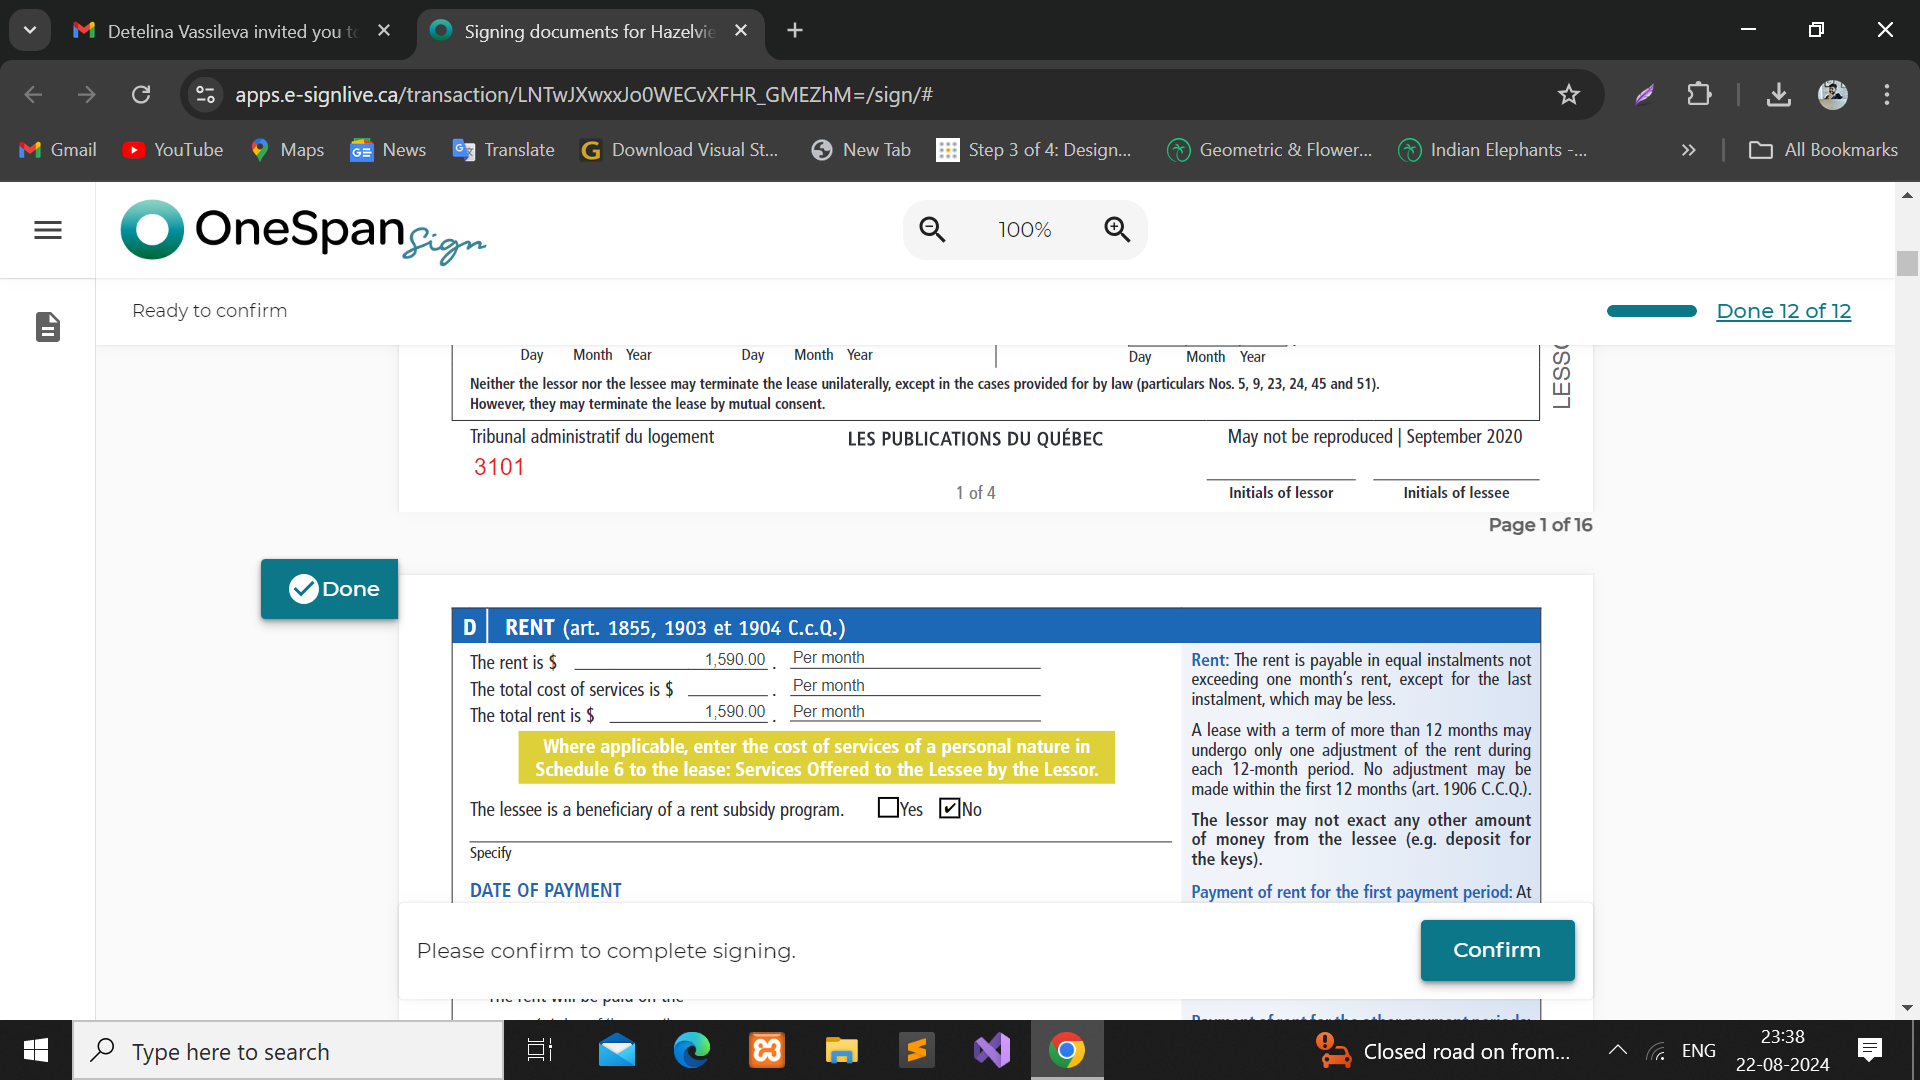 Detelina Vassileva invited you to
Signing documents for Hazelvie
apps.e-signlive.ca/transaction/LNTwJXwxxJo0WECvXFHR_GMEZhM=/sign/#
Gmail
YouTube
Maps
News
Translate
Download Visual St...
New Tab
Step 3 of 4: Design...
Geometric & Flower...
Indian Elephants -...
»
All Bookmarks
OneSpan Sign
100%
Ready to confirm
Done 12 of 12
Day Month Year
Day Month Year
Day Month Year
Neither the lessor nor the lessee may terminate the lease unilaterally, except in the cases provided for by law (particulars Nos. 5, 9, 23, 24, 45 and 51).
However, they may terminate the lease by mutual consent.
Tribunal administratif du logement
LES PUBLICATIONS DU QUÉBEC
May not be reproduced | September 2020
3101
1 of 4
Initials of lessor
Initials of lessee
Page 1 of 16
Done
D RENT (art. 1855, 1903 et 1904 C.c.Q.)
The rent is $ 1,590.00 . Per month
The total cost of services is $ . Per month
The total rent is $ 1,590.00 . Per month
Where applicable, enter the cost of services of a personal nature in
Schedule 6 to the lease: Services Offered to the Lessee by the Lessor.
The lessee is a beneficiary of a rent subsidy program. Yes No
Specify
DATE OF PAYMENT
Rent: The rent is payable in equal instalments not
exceeding one month's rent, except for the last
instalment, which may be less.
A lease with a term of more than 12 months may
undergo only one adjustment of the rent during
each 12-month period. No adjustment may be
made within the first 12 months (art. 1906 C.C.Q.).
The lessor may not exact any other amount
of money from the lessee (e.g. deposit for
the keys).
Payment of rent for the first payment period: At
Please confirm to complete signing.
Confirm
The rent will be paid on the
Type here to search
Closed road on from...
ENG
23:38
22-08-2024